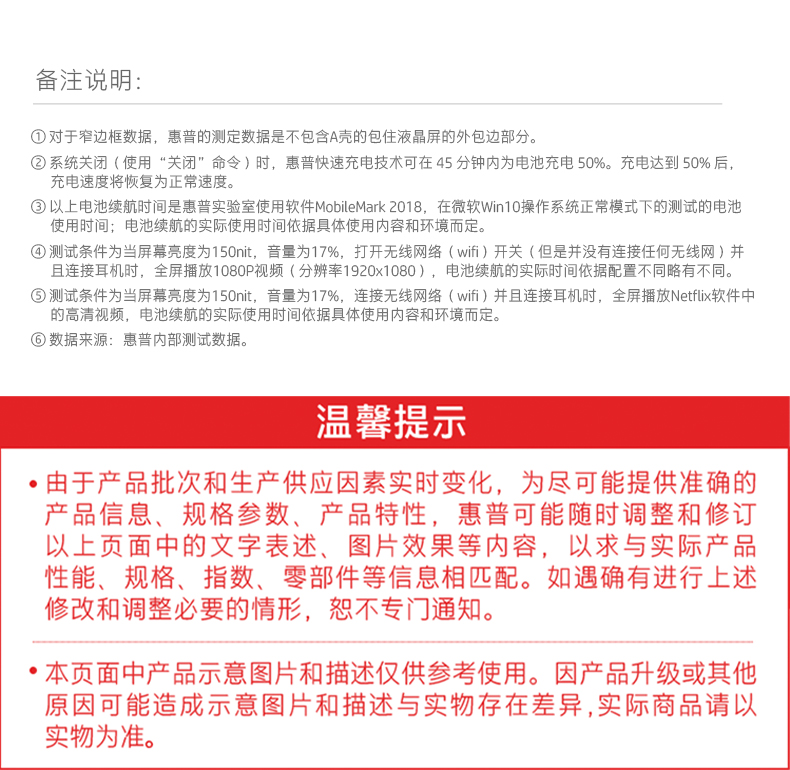 备注说明：
① 对于窄边框数据，惠普的测定数据是不包含A壳的包住液晶屏的外包边部分。
② 系统关闭（使用“关闭”命令）时，惠普快速充电技术可在 45 分钟内为电池充电 50%。充电达到 50% 后，
充电速度将恢复为正常速度。
③ 以上电池续航时间是惠普实验室使用软件MobileMark 2018，在微软Win10操作系统正常模式下的测试的电池
使用时间；电池续航的实际使用时间依据具体使用内容和环境而定。
④ 测试条件为当屏幕亮度为150nit，音量为17%，打开无线网络（wifi）开关（但是并没有连接任何无线网）并
且连接耳机时，全屏播放1080P视频（分辨率1920x1080），电池续航的实际时间依据配置不同略有不同。
⑤ 测试条件为当屏幕亮度为150nit，音量为17%，连接无线网络（wifi）并且连接耳机时，全屏播放Netflix软件中
的高清视频，电池续航的实际使用时间依据具体使用内容和环境而定。
⑥ 数据来源：惠普内部测试数据。
温馨提示
• 由于产品批次和生产供应因素实时变化，为尽可能提供准确的
产品信息、规格参数、产品特性，惠普可能随时调整和修订
以上页面中的文字表述、图片效果等内容，以求与实际产品
性能、规格、指数、零部件等信息相匹配。如遇确有进行上述
修改和调整必要的情形，恕不专门通知。
• 本页面中产品示意图片和描述仅供参考使用。因产品升级或其他
原因可能造成示意图片和描述与实物存在差异,实际商品请以
实物为准。